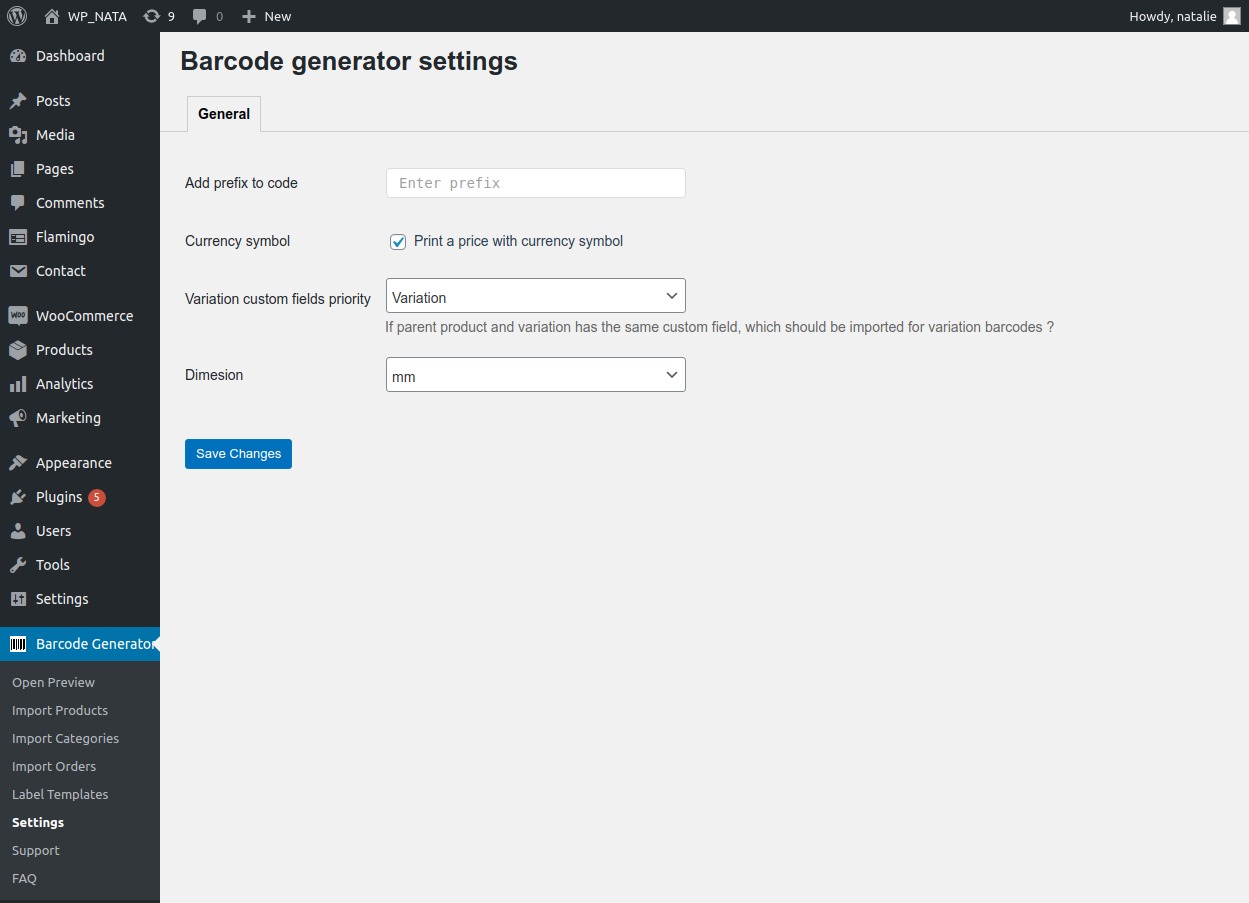 WP_NATA 9 0 New Howdy, natalie
Dashboard
Posts
Media
Pages
Comments
Flamingo
Contact
WooCommerce
Products
Analytics
Marketing
Appearance
Plugins 5
Users
Tools
Settings
Barcode Generator
Open Preview
Import Products
Import Categories
Import Orders
Label Templates
Settings
Support
FAQ
Barcode generator settings
General
Add prefix to code Enter prefix
Currency symbol Print a price with currency symbol
Variation custom fields priority Variation
If parent product and variation has the same custom field, which should be imported for variation barcodes ?
Dimesion mm
Save Changes